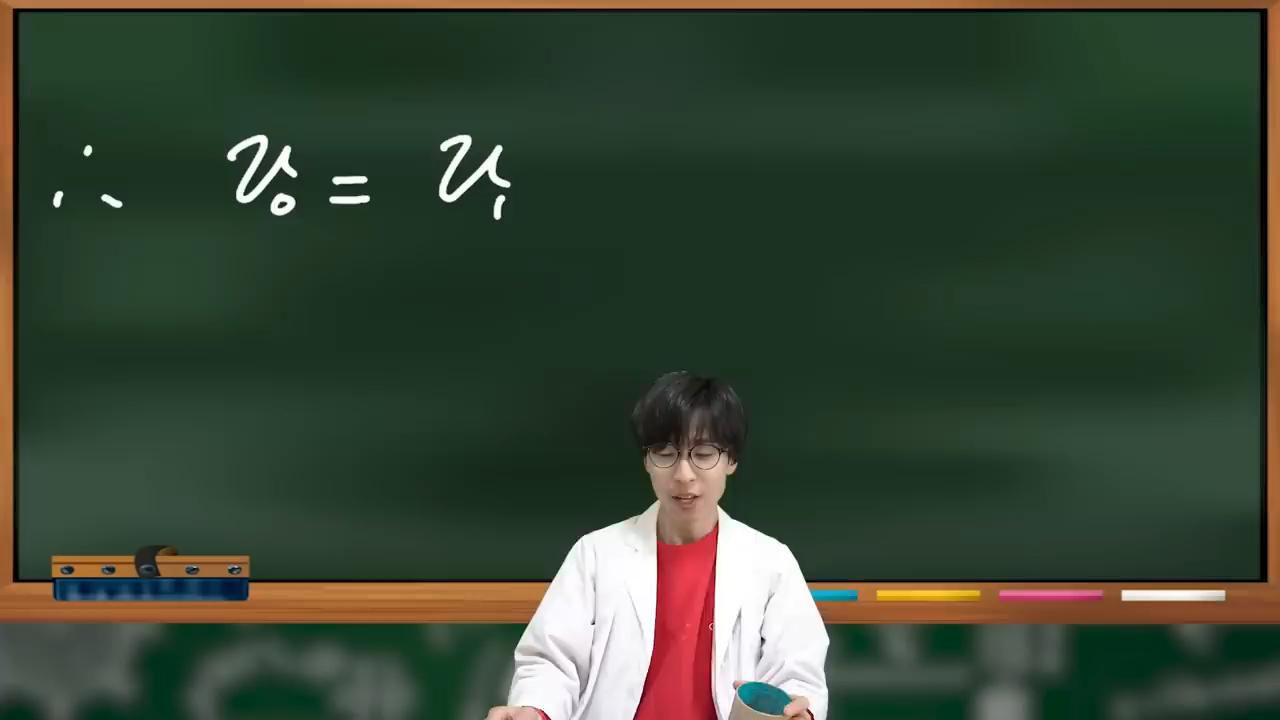 ∴ v₀ = v₁